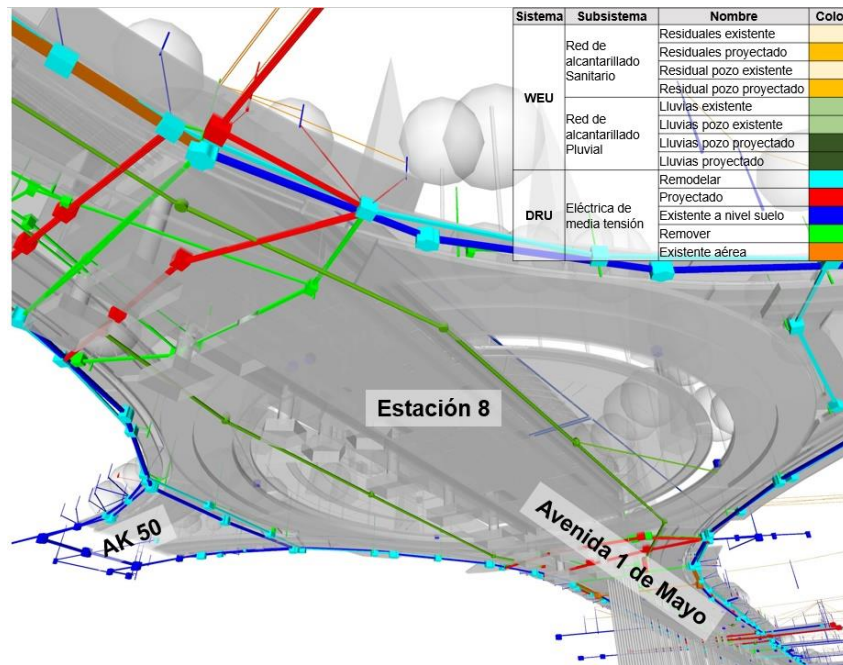 Sistema Subsistema Nombre Colo
WEU
Red de
alcantarillado
Sanitario
Residuales existente
Residuales proyectado
Residual pozo existente
Residual pozo proyectado
Red de
alcantarillado
Pluvial
Lluvias existente
Lluvias pozo existente
Lluvias pozo proyectado
Lluvias proyectado
DRU
Eléctrica de
media tensión
Remodelar
Proyectado
Existente a nivel suelo
Remover
Existente aérea
Estación 8
AK 50
Avenida 1 de Mayo